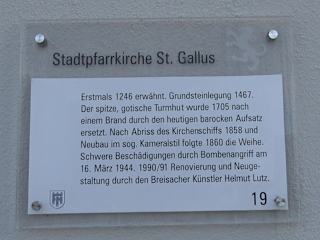 Stadtpfarrkirche St. Gallus
Erstmals 1246 erwähnt. Grundsteinlegung 1467.
Der spitze, gotische Turmhut wurde 1705 nach
einem Brand durch den heutigen barocken Aufsatz
ersetzt. Nach Abriss des Kirchenschiffs 1858 und
Neubau im sog. Kameralstil folgte 1860 die Weihe.
Schwere Beschädigungen durch Bombenangriff am
16. März 1944. 1990/91 Renovierung und Neuge-
staltung durch den Breisacher Künstler Helmut Lutz.
19